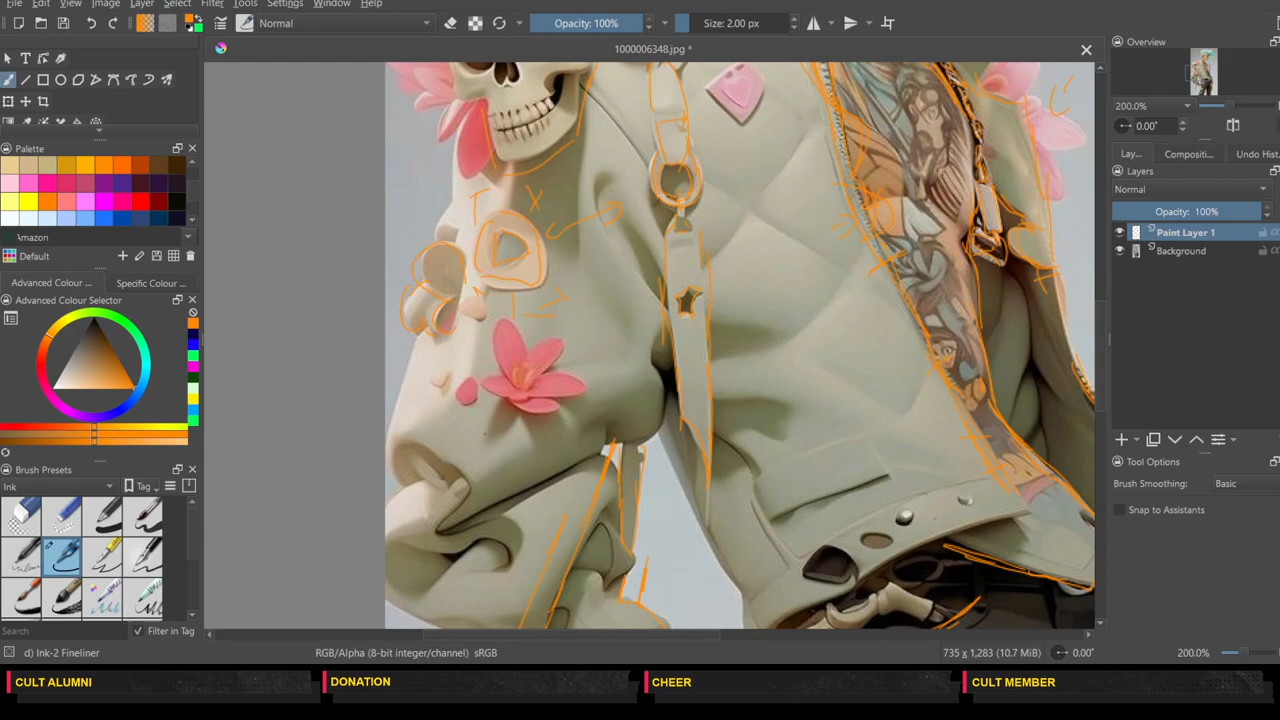 File Edit View Image Layer Select Filter Tools Settings Window Help
Normal Opacity: 100% Size: 2.00 px
1000006348.jpg *
Overview
200.0%
0.00°
Lay... Compositi... Undo Hist...
Layers
Normal
Opacity: 100%
Paint Layer 1
Background
Tool Options
Brush Smoothing: Basic
Snap to Assistants
Palette
Amazon
Default
Advanced Colour ... Specific Colour ...
Advanced Colour Selector
Brush Presets
Ink Tag
Search Filter in Tag
d) Ink-2 Fineliner RGB/Alpha (8-bit integer/channel) sRGB 735 x 1,283 (10.7 MiB) 0.00° 200.0%
CULT ALUMNI DONATION CHEER CULT MEMBER